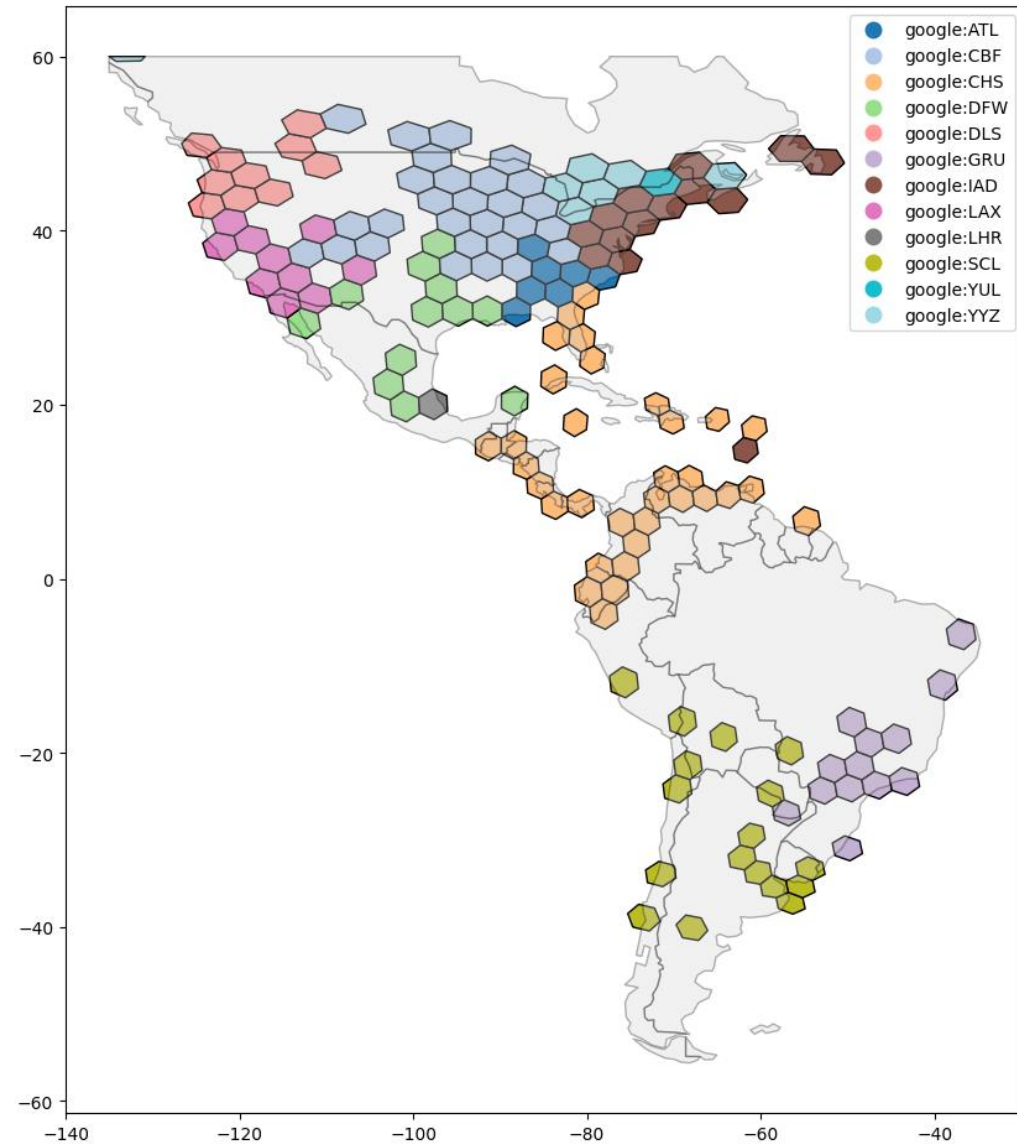 google:ATL
google:CBF
google:CHS
google:DFW
google:DLS
google:GRU
google:IAD
google:LAX
google:LHR
google:SCL
google:YUL
google:YYZ
60
40
20
0
−20
−40
−60
−140
−120
−100
−80
−60
−40